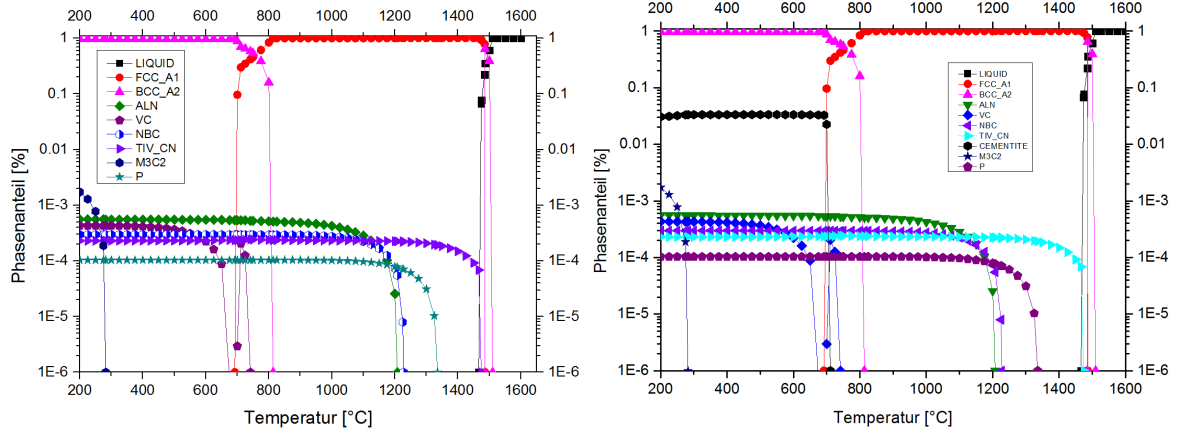 200 400 600 800 1000 1200 1400 1600
1
0.1
0.01
1E-3
1E-4
1E-5
1E-6
Phasenanteil [%]
LIQUID
FCC_A1
BCC_A2
ALN
VC
NBC
TIV_CN
M3C2
P
1
0.1
0.01
1E-3
1E-4
1E-5
1E-6
200 400 600 800 1000 1200 1400 1600
Temperatur [°C]
200 400 600 800 1000 1200 1400 1600
1
0.1
0.01
1E-3
1E-4
1E-5
1E-6
Phasenanteil [%]
LIQUID
FCC_A1
BCC_A2
ALN
VC
NBC
TIV_CN
CEMENTITE
M3C2
P
1
0.1
0.01
1E-3
1E-4
1E-5
1E-6
200 400 600 800 1000 1200 1400 1600
Temperatur [°C]